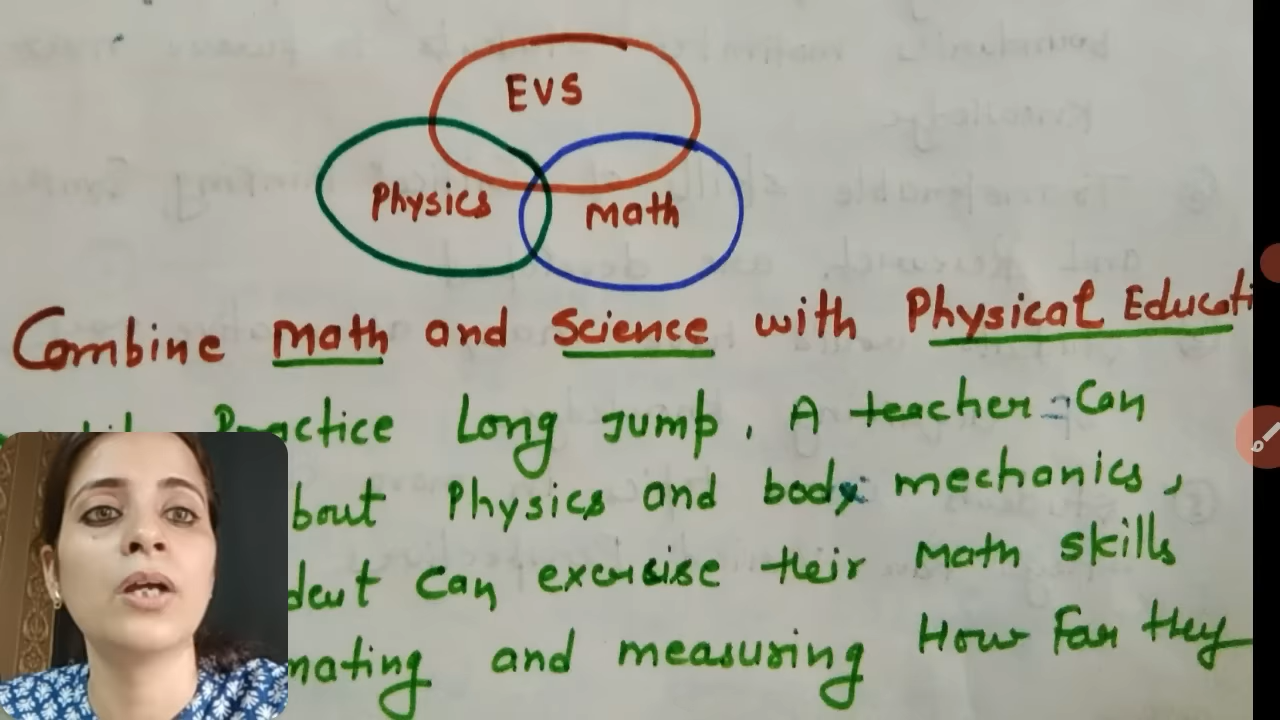 EVS
Physics
Math
Combine Math and Science with Physical Educati
Practice Long Jump. A teacher Can
bout Physics and body mechanics,
dent Can exercise their Math skills
mating and measuring How Far they